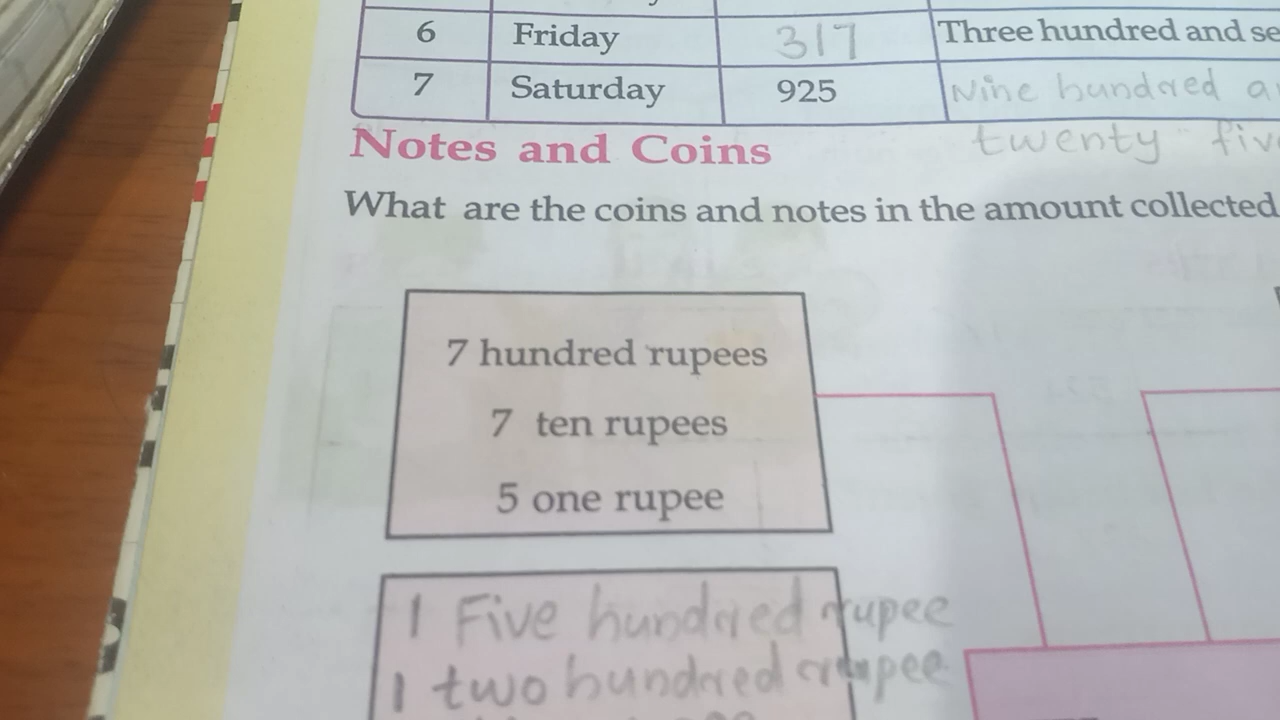 6 Friday 317 Three hundred and
7 Saturday 925 Nine hundred
twenty
Notes and Coins
What are the coins and notes in the amount collected
7 hundred rupees
7 ten rupees
5 one rupee
1 Five hundred rupee
1 two hundred rupee